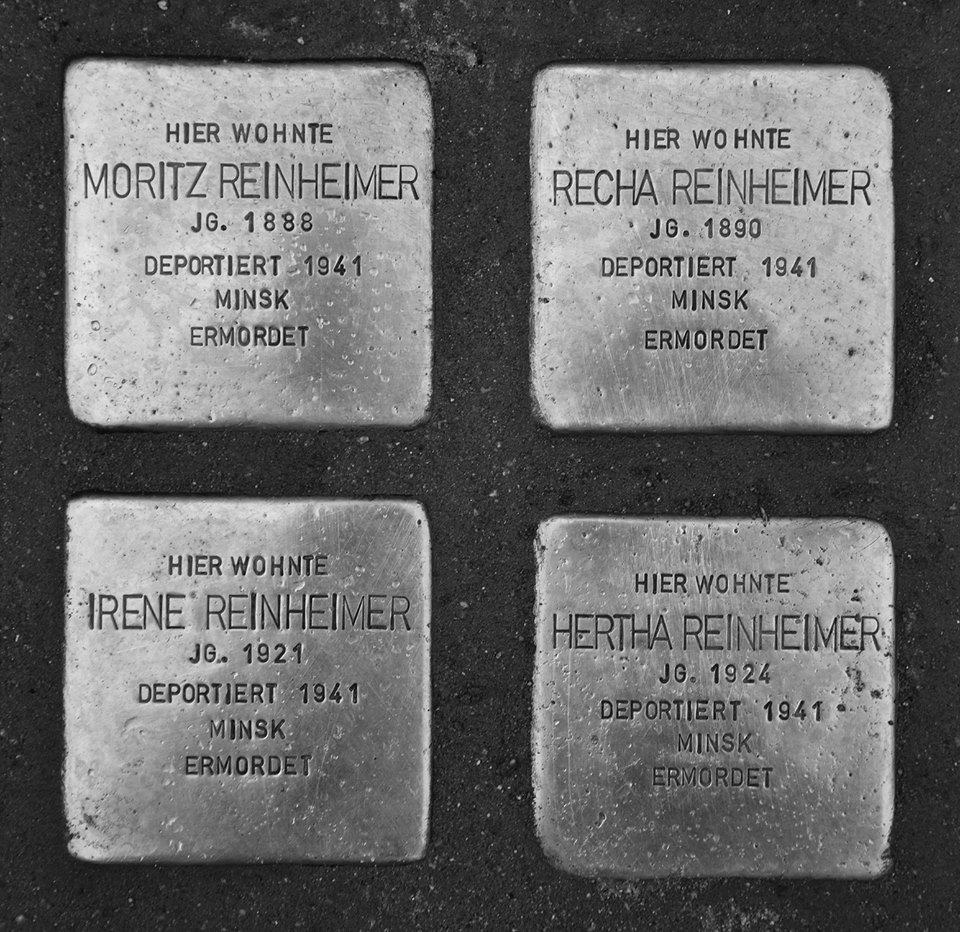 HIER WOHNTE
MORITZ REINHEIMER
JG. 1888
DEPORTIERT 1941
MINSK
ERMORDET
HIER WOHNTE
RECHA REINHEIMER
JG. 1890
DEPORTIERT 1941
MINSK
ERMORDET
HIER WOHNTE
IRENE REINHEIMER
JG. 1921
DEPORTIERT 1941
MINSK
ERMORDET
HIER WOHNTE
HERTHA REINHEIMER
JG. 1924
DEPORTIERT 1941
MINSK
ERMORDET